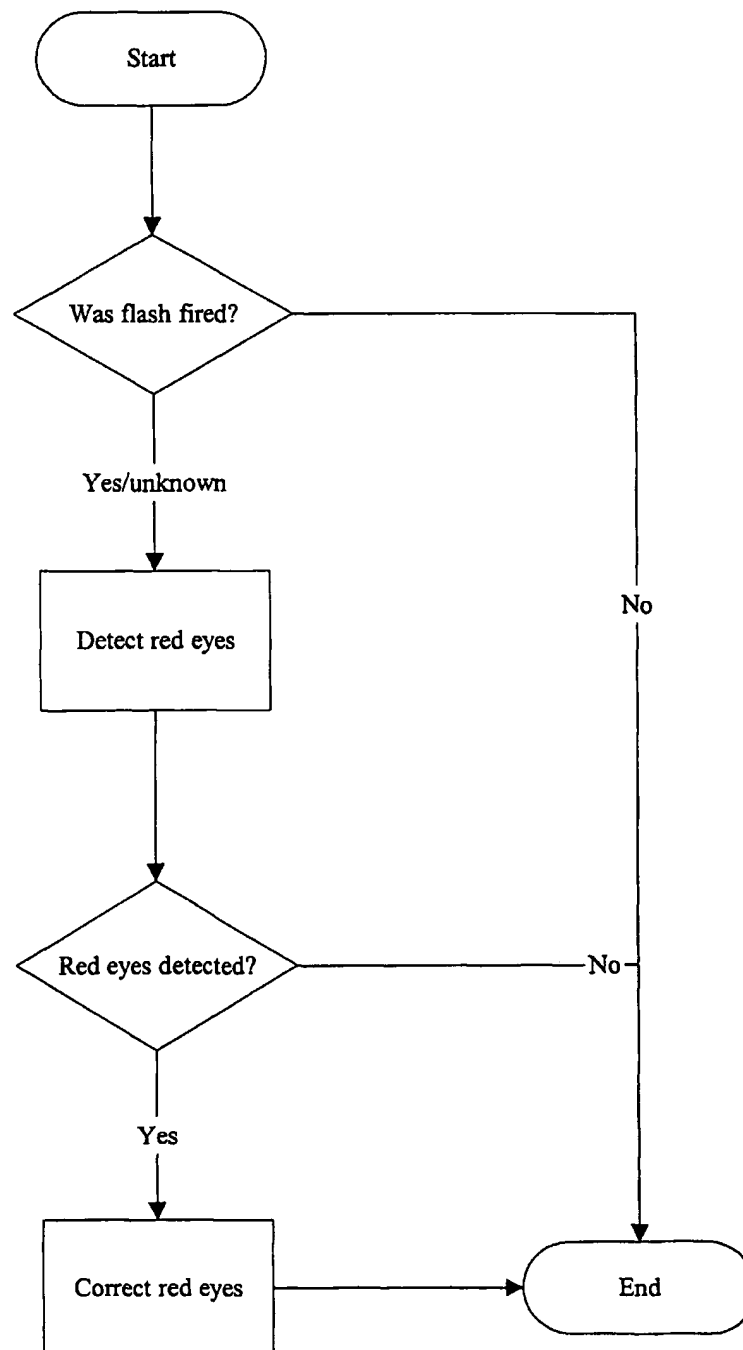 Start
Was flash fired?
Yes/unknown
No
Detect red eyes
Red eyes detected?
No
Yes
Correct red eyes
End